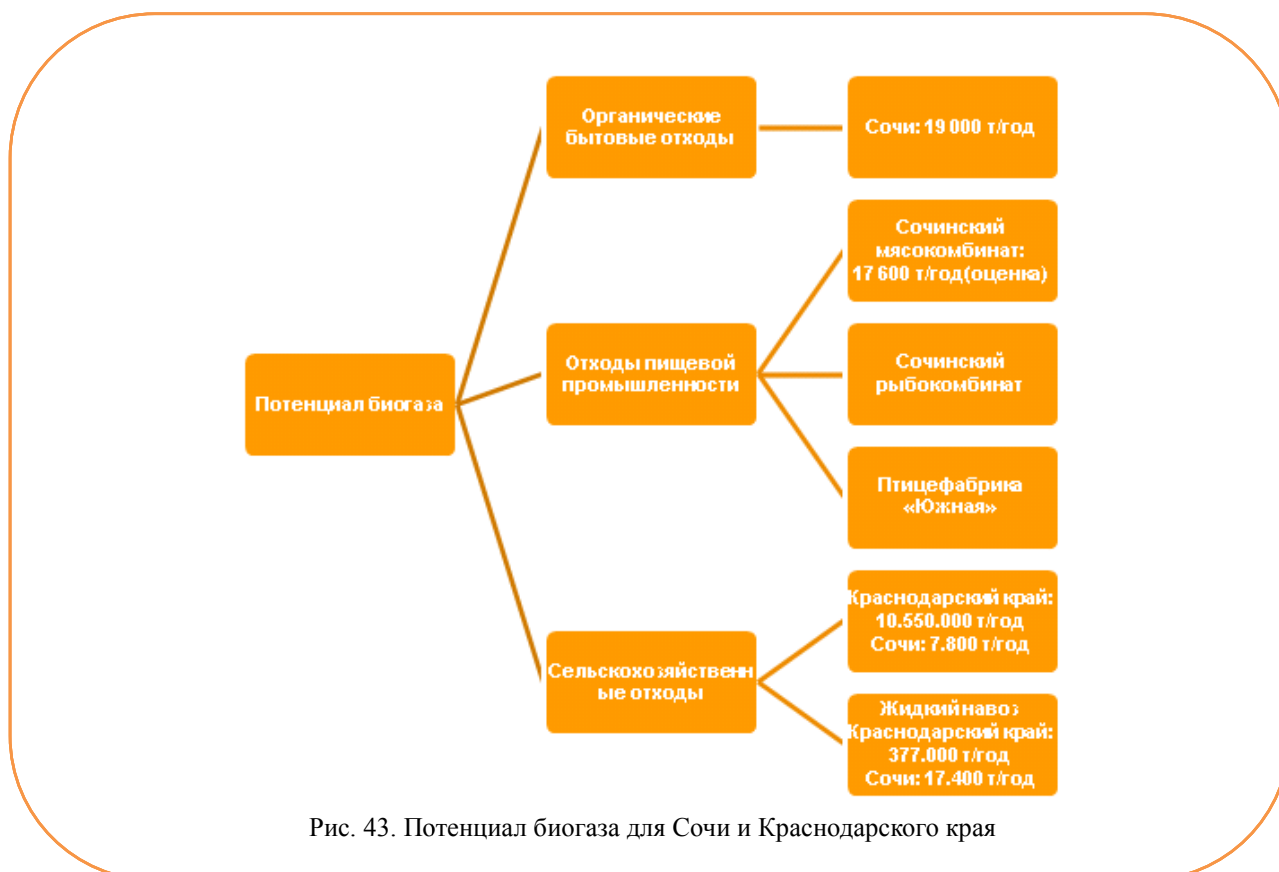 Органические
бытовые отходы
Сочи: 19 000 т/год
Сочинский
мясокомбинат:
17 600 т/год(оценка)
Потенциал биогаза
Отходы пищевой
промышленности
Сочинский
рыбокомбинат
Птицефабрика
«Южная»
Сельскохозяйственн
ые отходы
Краснодарский край:
10.550.000 т/год
Сочи: 7.800 т/год
Жидкий навоз
Краснодарский край:
377.000 т/год
Сочи: 17.400 т/год
Рис. 43. Потенциал биогаза для Сочи и Краснодарского края